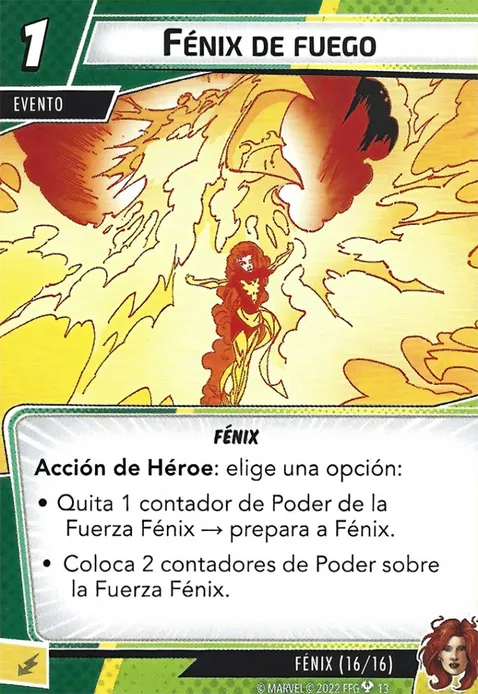 1
FÉNIX DE FUEGO
EVENTO
FÉNIX
Acción de Héroe: elige una opción:
• Quita 1 contador de Poder de la
Fuerza Fénix → prepara a Fénix.
• Coloca 2 contadores de Poder sobre
la Fuerza Fénix.
FÉNIX (16/16)
© MARVEL © 2022 FFG 13